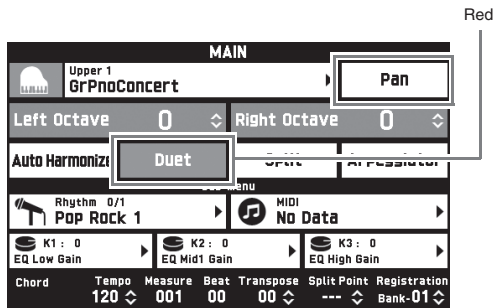 Red
MAIN
Upper 1
GrPnoConcert
Pan
Left Octave 0 Right Octave 0
Auto Harmonize Duet Split Arpeggiator
Sub Menu
Rhythm 0/1
Pop Rock 1
MIDI
No Data
K1 : 0
EQ Low Gain
K2 : 0
EQ Mid1 Gain
K3 : 0
EQ High Gain
Chord Tempo Measure Beat Transpose Split Point Registration
120 001 00 00 --- Bank-01